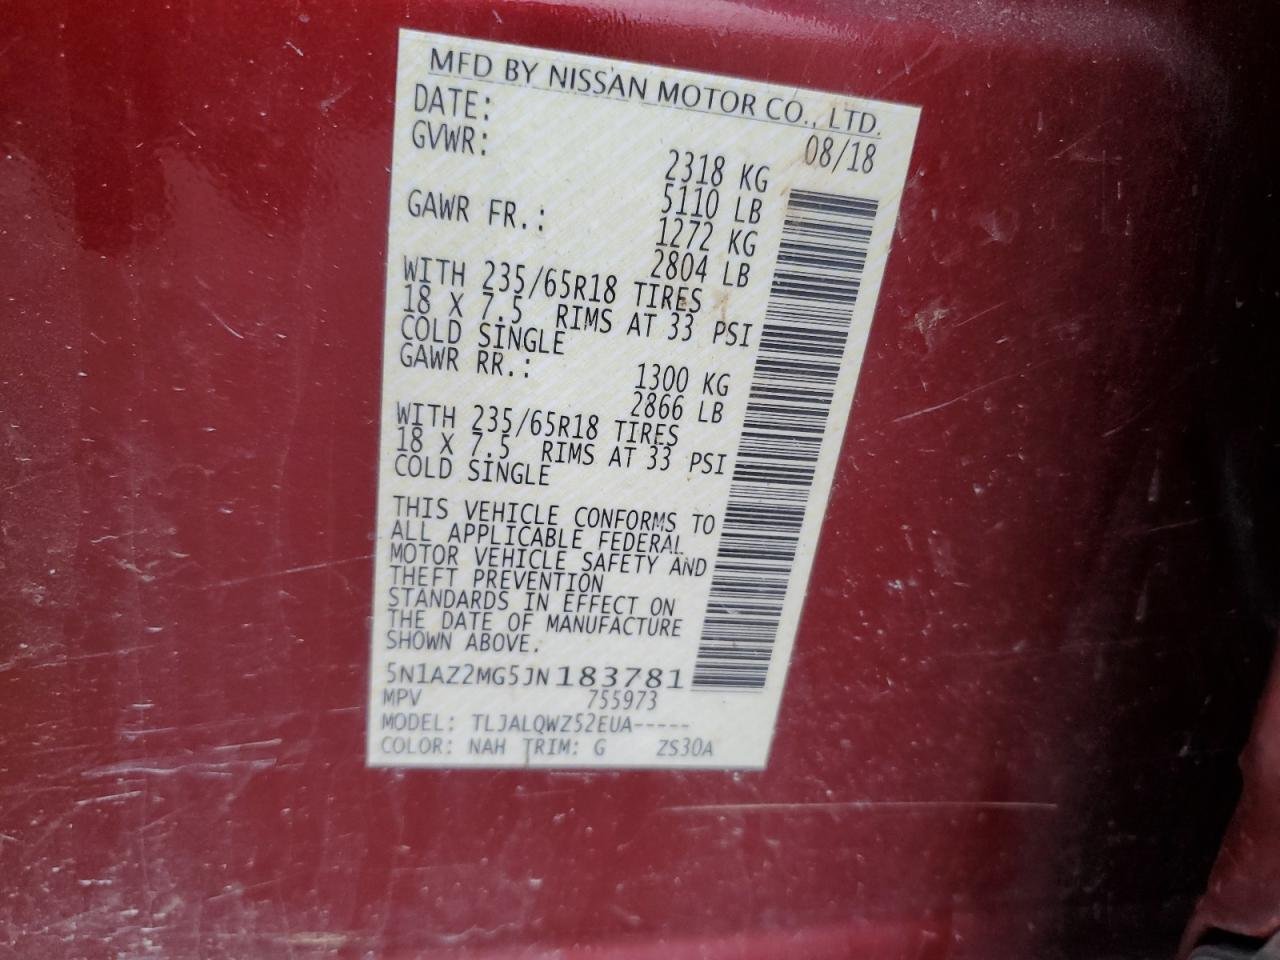 MFD BY NISSAN MOTOR CO., LTD.
DATE: 08/18
GVWR: 2318 KG
5110 LB
GAWR FR.: 1272 KG
2804 LB
WITH 235/65R18 TIRES
18 X 7.5 RIMS AT 33 PSI
COLD SINGLE
GAWR RR.: 1300 KG
2866 LB
WITH 235/65R18 TIRES
18 X 7.5 RIMS AT 33 PSI
COLD SINGLE
THIS VEHICLE CONFORMS TO
ALL APPLICABLE FEDERAL
MOTOR VEHICLE SAFETY AND
THEFT PREVENTION
STANDARDS IN EFFECT ON
THE DATE OF MANUFACTURE
SHOWN ABOVE.
5N1AZ2MG5JN183781
MPV 755973
MODEL: TLJALQWZ52EUA-----
COLOR: NAH TRIM: G ZS30A